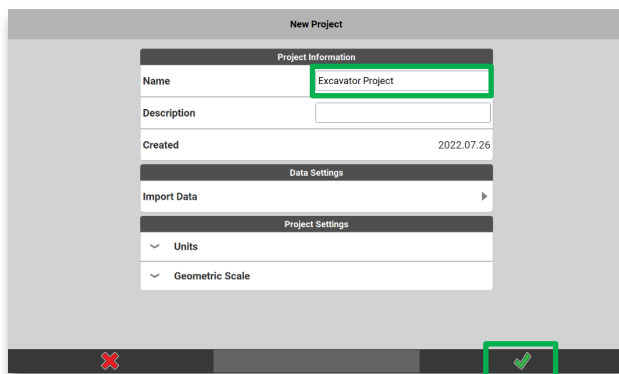 New Project
Project Information
Name Excavator Project
Description
Created 2022.07.26
Data Settings
Import Data
Project Settings
Units
Geometric Scale